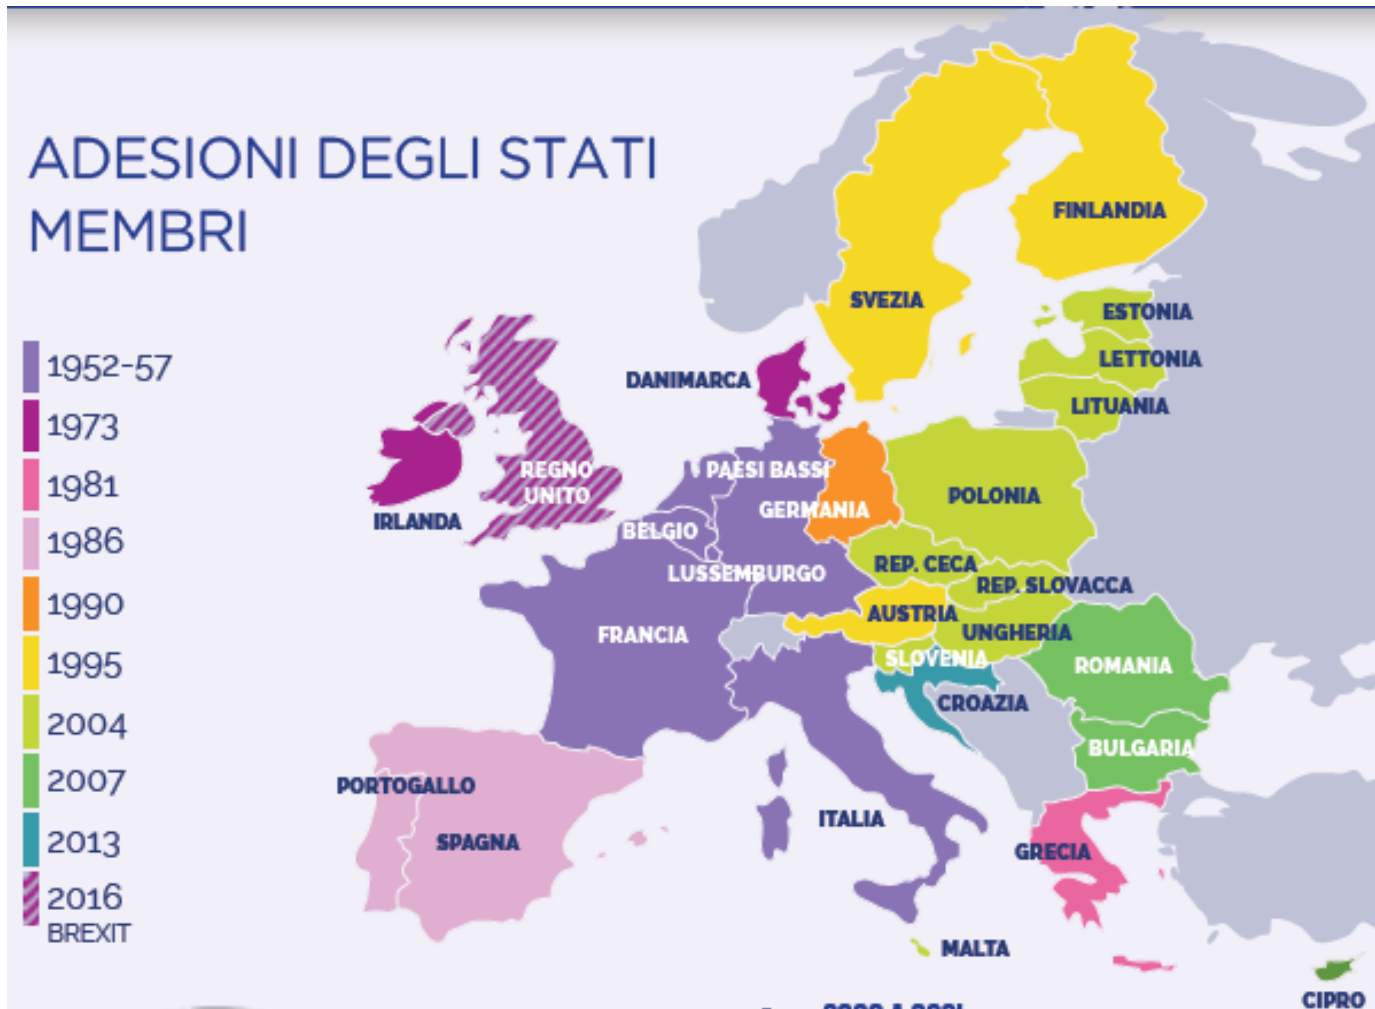 ADESIONI DEGLI STATI
MEMBRI
1952-57
1973
1981
1986
1990
1995
2004
2007
2013
2016
BREXIT
FINLANDIA
SVEZIA
ESTONIA
LETTONIA
LITUANIA
DANIMARCA
REGNO
UNITO
IRLANDA
PAESI BASSI
GERMANIA
POLONIA
BELGIO
LUSSEMBURGO
REP. CECA
REP. SLOVACCA
AUSTRIA
UNGHERIA
FRANCIA
SLOVENIA
ROMANIA
CROAZIA
BULGARIA
PORTOGALLO
SPAGNA
ITALIA
GRECIA
MALTA
CIPRO